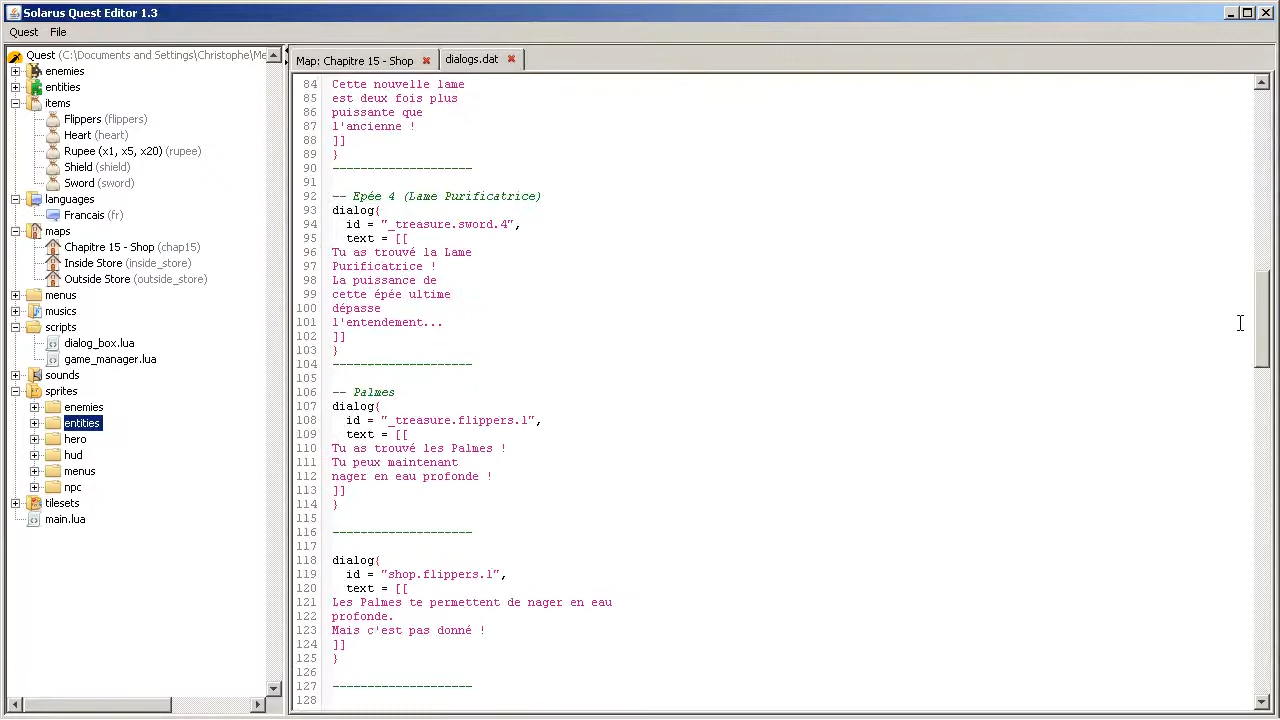 Solarus Quest Editor 1.3
Quest File
Quest (C:\Documents and Settings\Christophe\Me
enemies
entities
items
Flippers (flippers)
Heart (heart)
Rupee (x1, x5, x20) (rupee)
Shield (shield)
Sword (sword)
languages
Francais (fr)
maps
Chapitre 15 - Shop (chap15)
Inside Store (inside_store)
Outside Store (outside_store)
menus
musics
scripts
dialog_box.lua
game_manager.lua
sounds
sprites
enemies
entities
hero
hud
menus
npc
tilesets
main.lua
Map: Chapitre 15 - Shop
dialogs.dat
84 Cette nouvelle lame
85 est deux fois plus
86 puissante que
87 l'ancienne !
88 ]]
89 }
90 --------------------
91
92 -- Epée 4 (Lame Purificatrice)
93 dialog{
94 id = "_treasure.sword.4",
95 text = [[
96 Tu as trouvé la Lame
97 Purificatrice !
98 La puissance de
99 cette épée ultime
100 dépasse
101 l'entendement...
102 ]]
103 }
104 --------------------
105
106 -- Palmes
107 dialog{
108 id = "_treasure.flippers.1",
109 text = [[
110 Tu as trouvé les Palmes !
111 Tu peux maintenant
112 nager en eau profonde !
113 ]]
114 }
115
116 --------------------
117
118 dialog{
119 id = "shop.flippers.1",
120 text = [[
121 Les Palmes te permettent de nager en eau
122 profonde.
123 Mais c'est pas donné !
124 ]]
125 }
126
127 --------------------
128